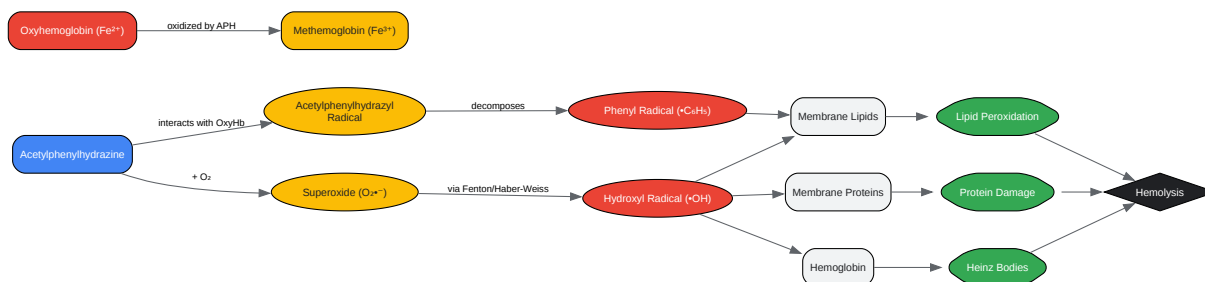 Oxyhemoglobin (Fe²⁺)
oxidized by APH
Methemoglobin (Fe³⁺)
Acetylphenylhydrazine
interacts with OxyHb
Acetylphenylhydrazyl
Radical
decomposes
Phenyl Radical (•C₆H₅)
Membrane Lipids
Lipid Peroxidation
+ O₂
Superoxide (O₂•⁻)
via Fenton/Haber-Weiss
Hydroxyl Radical (•OH)
Membrane Proteins
Protein Damage
Hemolysis
Hemoglobin
Heinz Bodies